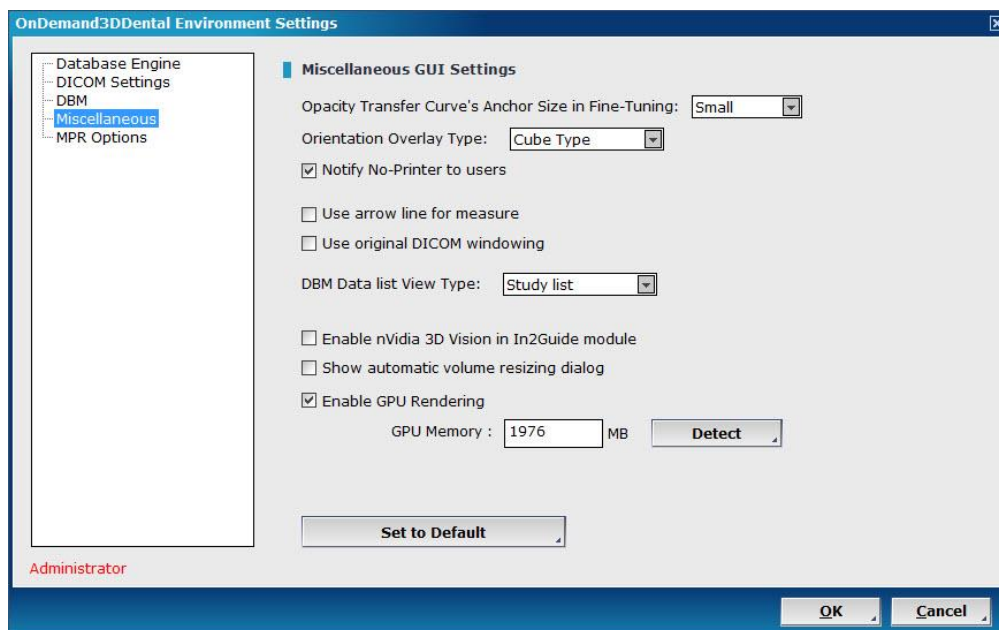 OnDemand3DDental Environment Settings
Database Engine
DICOM Settings
DBM
Miscellaneous
MPR Options
Administrator
Miscellaneous GUI Settings
Opacity Transfer Curve's Anchor Size in Fine-Tuning: Small
Orientation Overlay Type: Cube Type
Notify No-Printer to users
Use arrow line for measure
Use original DICOM windowing
DBM Data list View Type: Study list
Enable nVidia 3D Vision in In2Guide module
Show automatic volume resizing dialog
Enable GPU Rendering
GPU Memory : 1976 MB Detect
Set to Default
OK Cancel